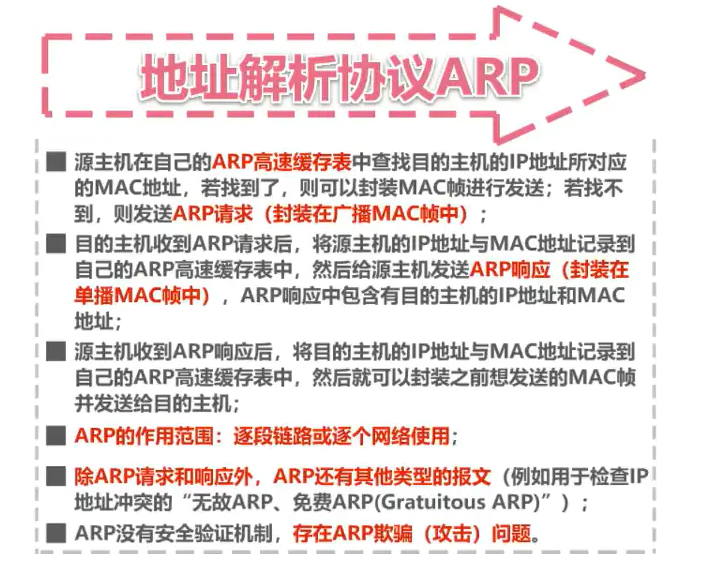 地址解析协议ARP
■ 源主机在自己的ARP高速缓存表中查找目的主机的IP地址所对应
的MAC地址，若找到了，则可以封装MAC帧进行发送；若找不
到，则发送ARP请求（封装在广播MAC帧中）；
■ 目的主机收到ARP请求后，将源主机的IP地址与MAC地址记录到
自己的ARP高速缓存表中，然后给源主机发送ARP响应（封装在
单播MAC帧中），ARP响应中包含有目的主机的IP地址和MAC
地址；
■ 源主机收到ARP响应后，将目的主机的IP地址与MAC地址记录到
自己的ARP高速缓存表中，然后就可以封装之前想发送的MAC帧
并发送给目的主机；
■ ARP的作用范围：逐段链路或逐个网络使用；
■ 除ARP请求和响应外，ARP还有其他类型的报文（例如用于检查IP
地址冲突的“无故ARP、免费ARP(Gratuitous ARP)”）；
■ ARP没有安全验证机制，存在ARP欺骗（攻击）问题。